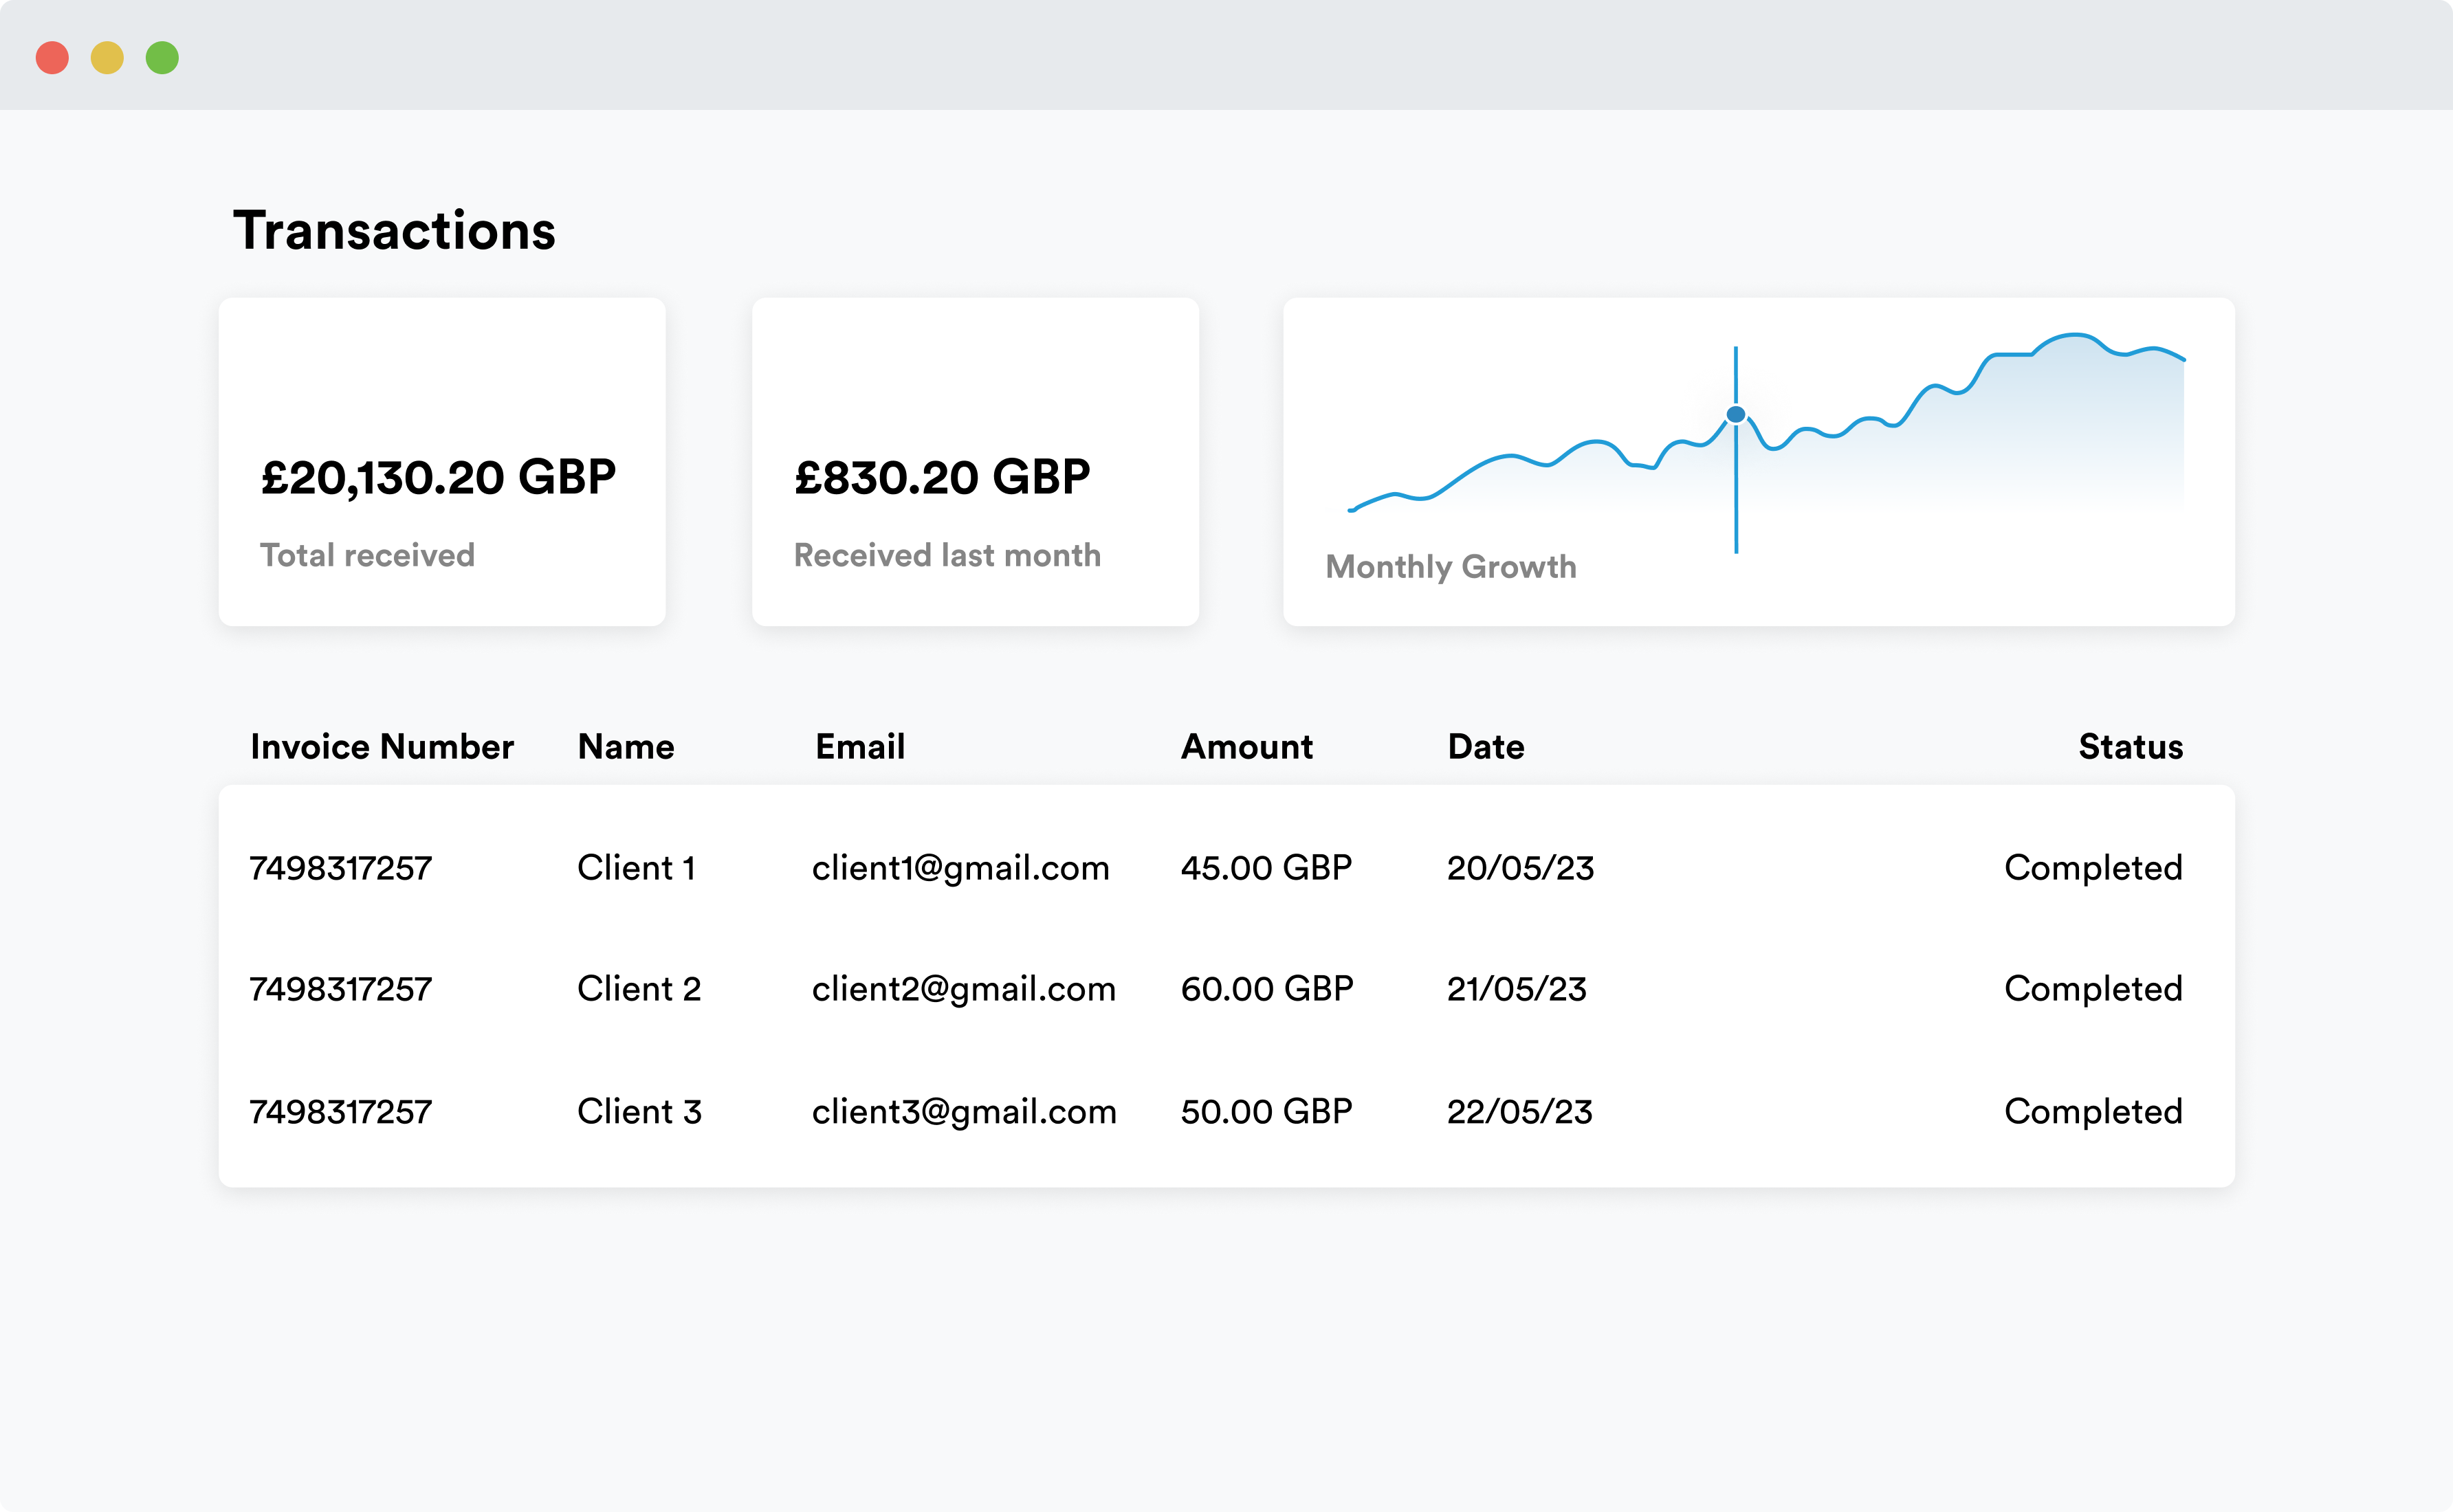 Transactions
£20,130.20 GBP
Total received
£830.20 GBP
Received last month
Monthly Growth
Invoice Number Name Email Amount Date Status
7498317257 Client 1 client1@gmail.com 45.00 GBP 20/05/23 Completed
7498317257 Client 2 client2@gmail.com 60.00 GBP 21/05/23 Completed
7498317257 Client 3 client3@gmail.com 50.00 GBP 22/05/23 Completed